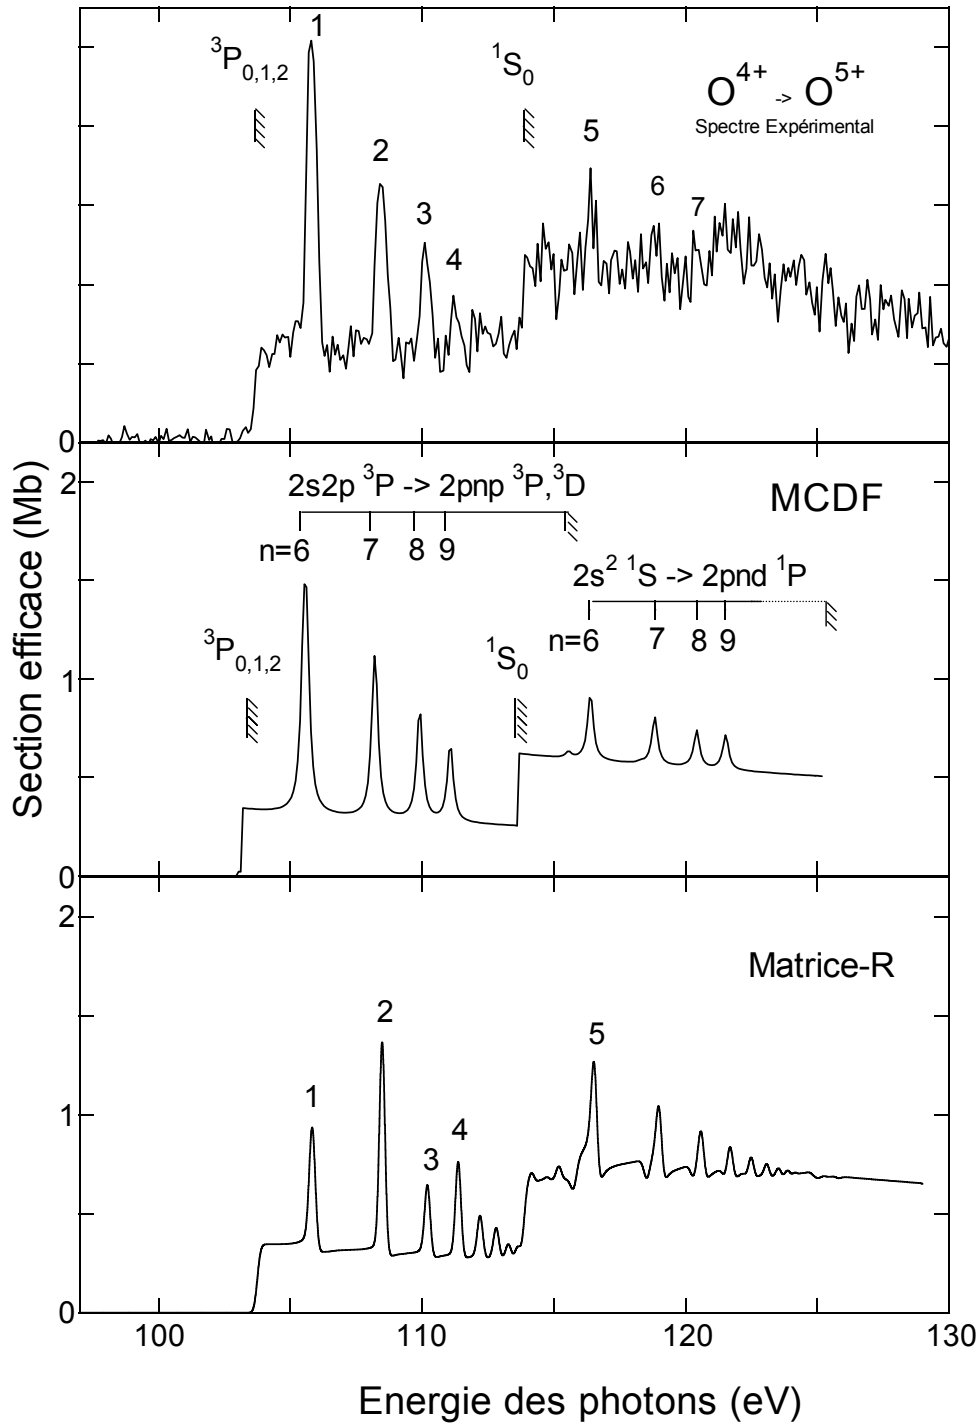 1
³P₀,₁,₂
¹S₀
O⁴⁺ -> O⁵⁺
Spectre Expérimental
2
3
4
5
6
7
0
Section efficace (Mb)
2
1
0
2s2p ³P -> 2pnp ³P,³D
n=6 7 8 9
MCDF
2s² ¹S -> 2pnd ¹P
n=6 7 8 9
³P₀,₁,₂
¹S₀
2
1
0
Matrice-R
1
2
3
4
5
100 110 120 130
Energie des photons (eV)